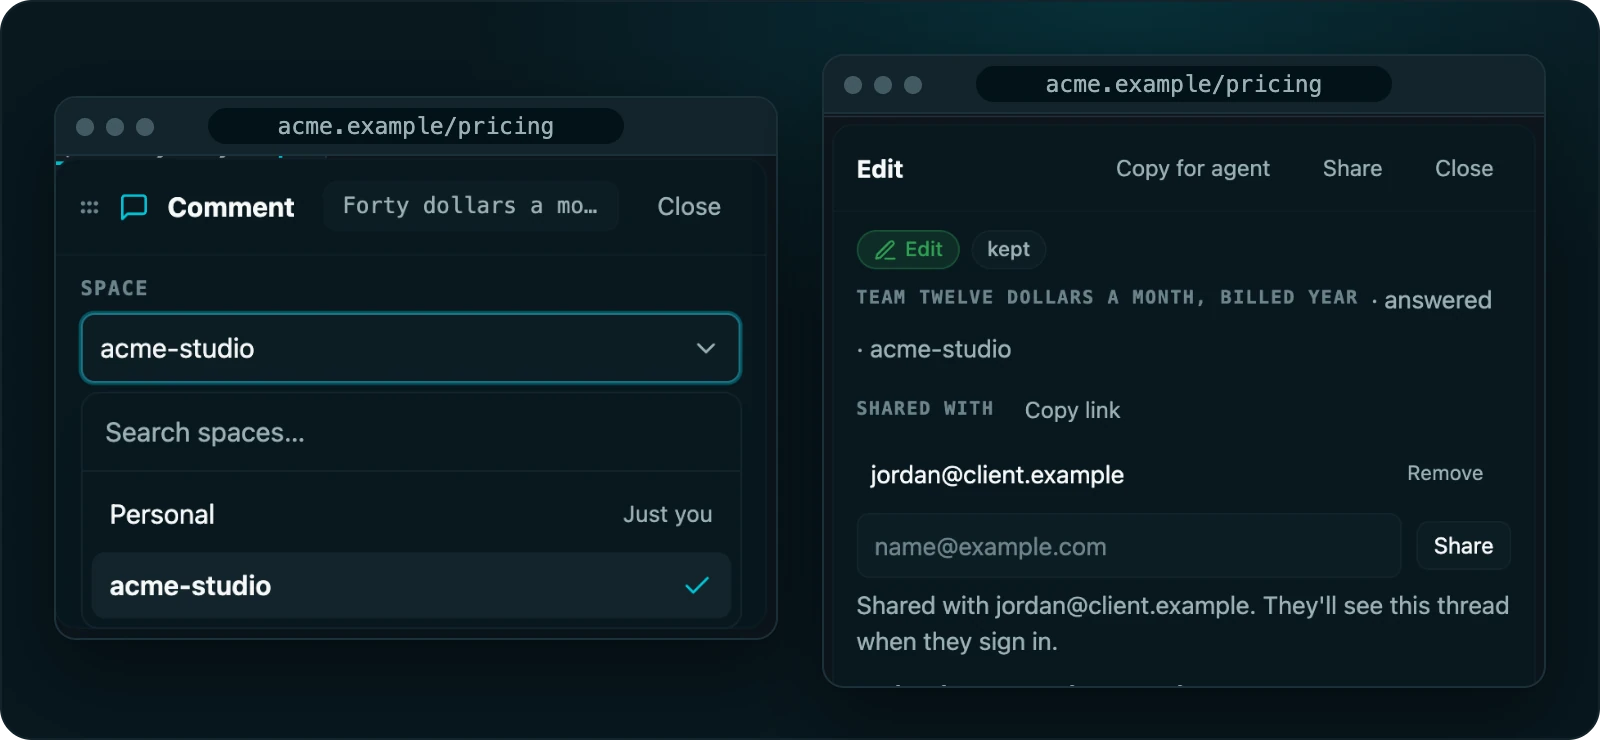 acme.example/pricing
Comment
Forty dollars a mo…
Close
SPACE
acme-studio
Search spaces...
Personal
Just you
acme-studio
acme.example/pricing
Edit
Copy for agent
Share
Close
Edit
kept
TEAM TWELVE DOLLARS A MONTH, BILLED YEAR · answered
· acme-studio
SHARED WITH
Copy link
jordan@client.example
Remove
name@example.com
Share
Shared with jordan@client.example. They'll see this thread
when they sign in.